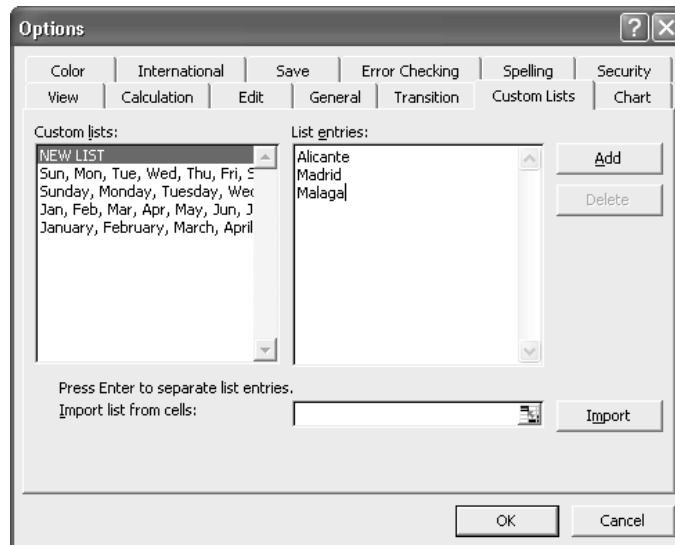 Options
Color International Save Error Checking Spelling Security
View Calculation Edit General Transition Custom Lists Chart
Custom lists:
NEW LIST
Sun, Mon, Tue, Wed, Thu, Fri, S
Sunday, Monday, Tuesday, Wed
Jan, Feb, Mar, Apr, May, Jun, J
January, February, March, April
List entries:
Alicante
Madrid
Malaga
Add
Delete
Press Enter to separate list entries.
Import list from cells:
Import
OK Cancel